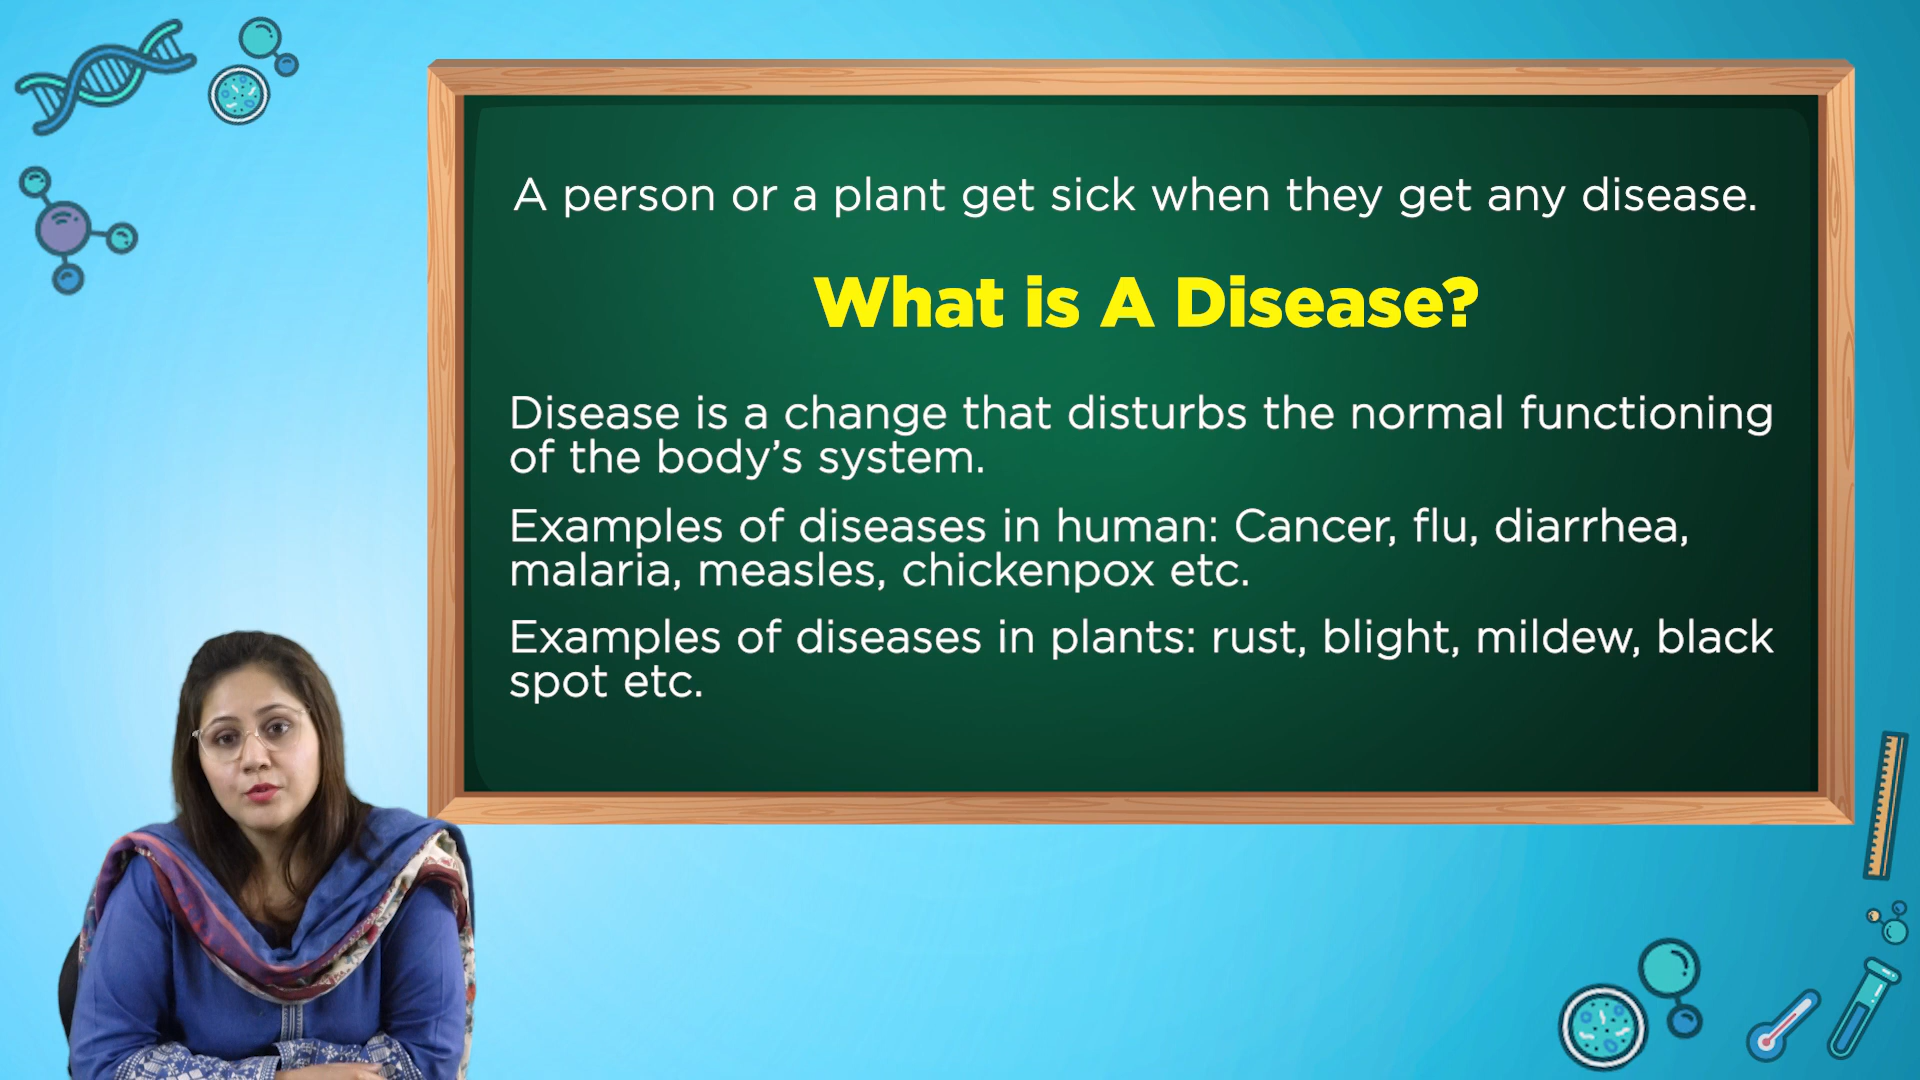 A person or a plant get sick when they get any disease.
What is A Disease?
Disease is a change that disturbs the normal functioning
of the body’s system.
Examples of diseases in human: Cancer, flu, diarrhea,
malaria, measles, chickenpox etc.
Examples of diseases in plants: rust, blight, mildew, black
spot etc.